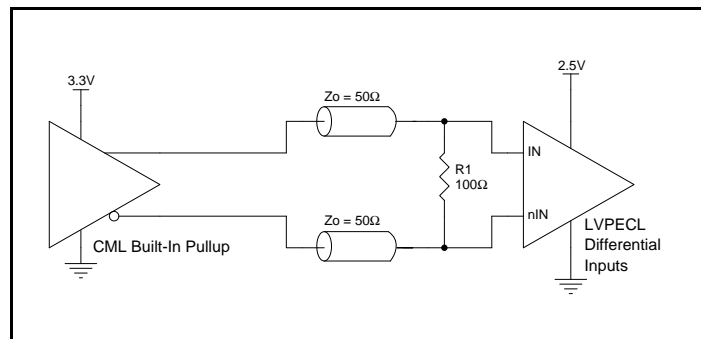 3.3V
2.5V
Zo = 50Ω
IN
R1
100Ω
nIN
Zo = 50Ω
CML Built-In Pullup
LVPECL
Differential
Inputs